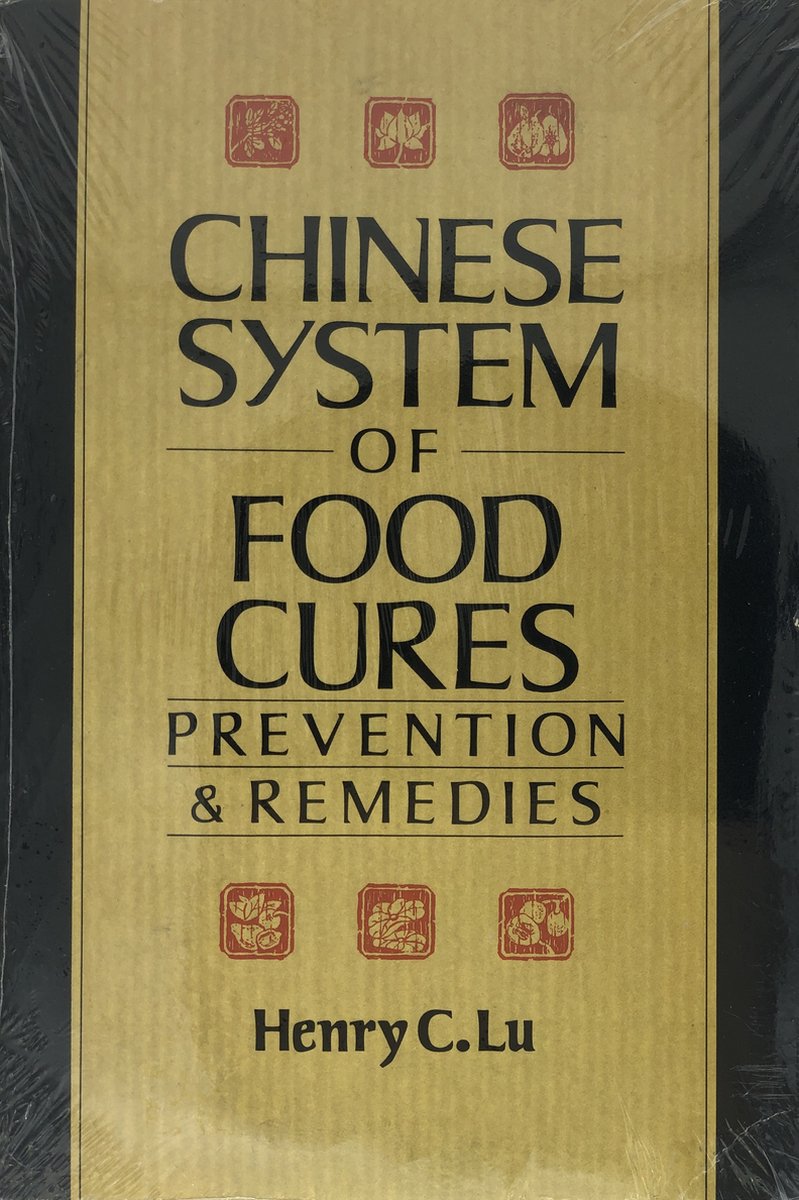 CHINESE
SYSTEM
OF
FOOD
CURES
PREVENTION
& REMEDIES
Henry C. Lu